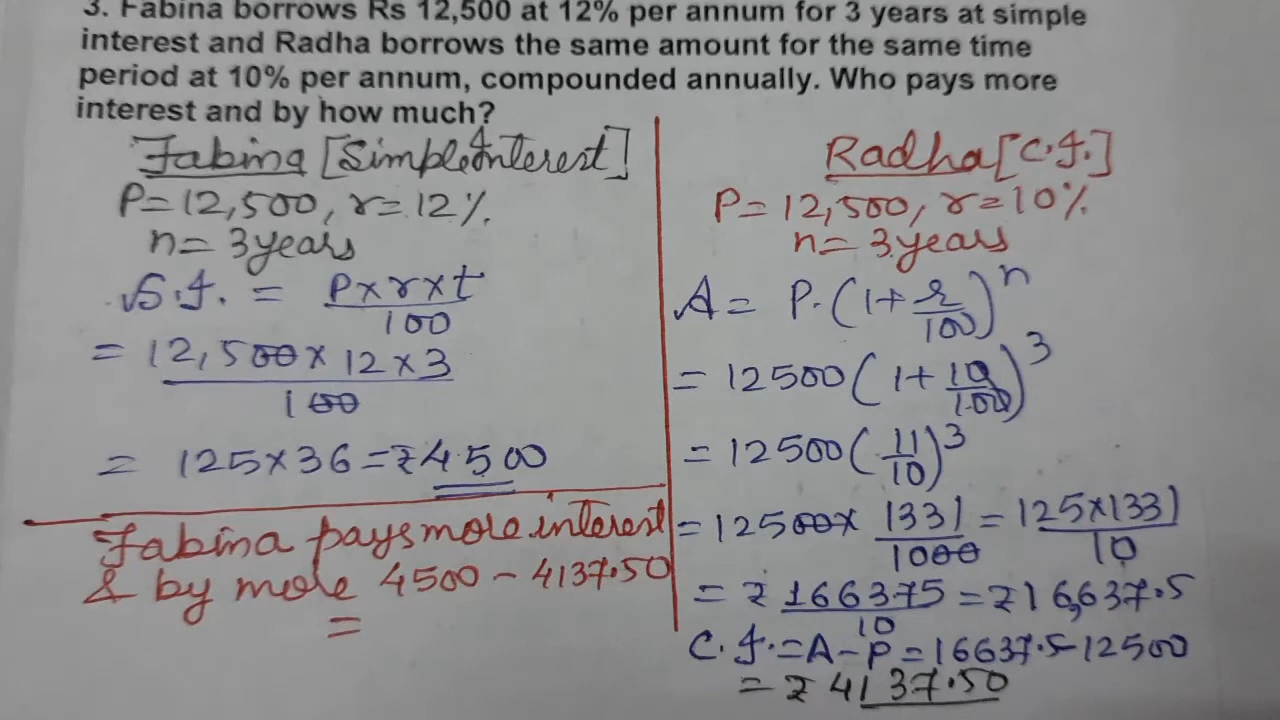 3. Fabina borrows Rs 12,500 at 12% per annum for 3 years at simple
interest and Radha borrows the same amount for the same time
period at 10% per annum, compounded annually. Who pays more
interest and by how much?
Fabina [Simple Interest]
P=12,500, r=12%
n=3years
S.I. = P×r×t/100
= 12,500×12×3/100
= 125×36=₹4500
Fabina pays more interest
& by more 4500-4137.50
=
Radha [C.I.]
P=12,500, r=10%
n=3years
A= P.(1+r/100)^n
=12500(1+10/100)^3
=12500(11/10)^3
=12500×1331/1000=125×1331/10
=₹166375/10=₹16,637.5
C.I.=A-P=16637.5-12500
=₹4137.50